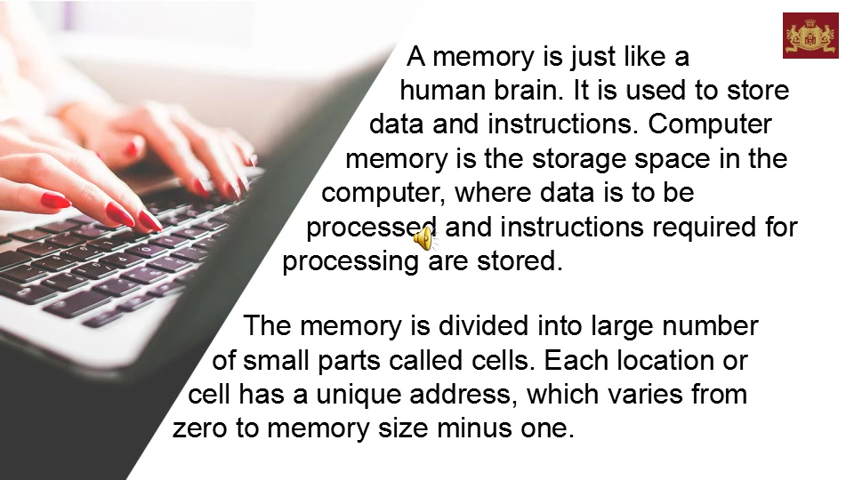 A memory is just like a
human brain. It is used to store
data and instructions. Computer
memory is the storage space in the
computer, where data is to be
processed and instructions required for
processing are stored.
The memory is divided into large number
of small parts called cells. Each location or
cell has a unique address, which varies from
zero to memory size minus one.